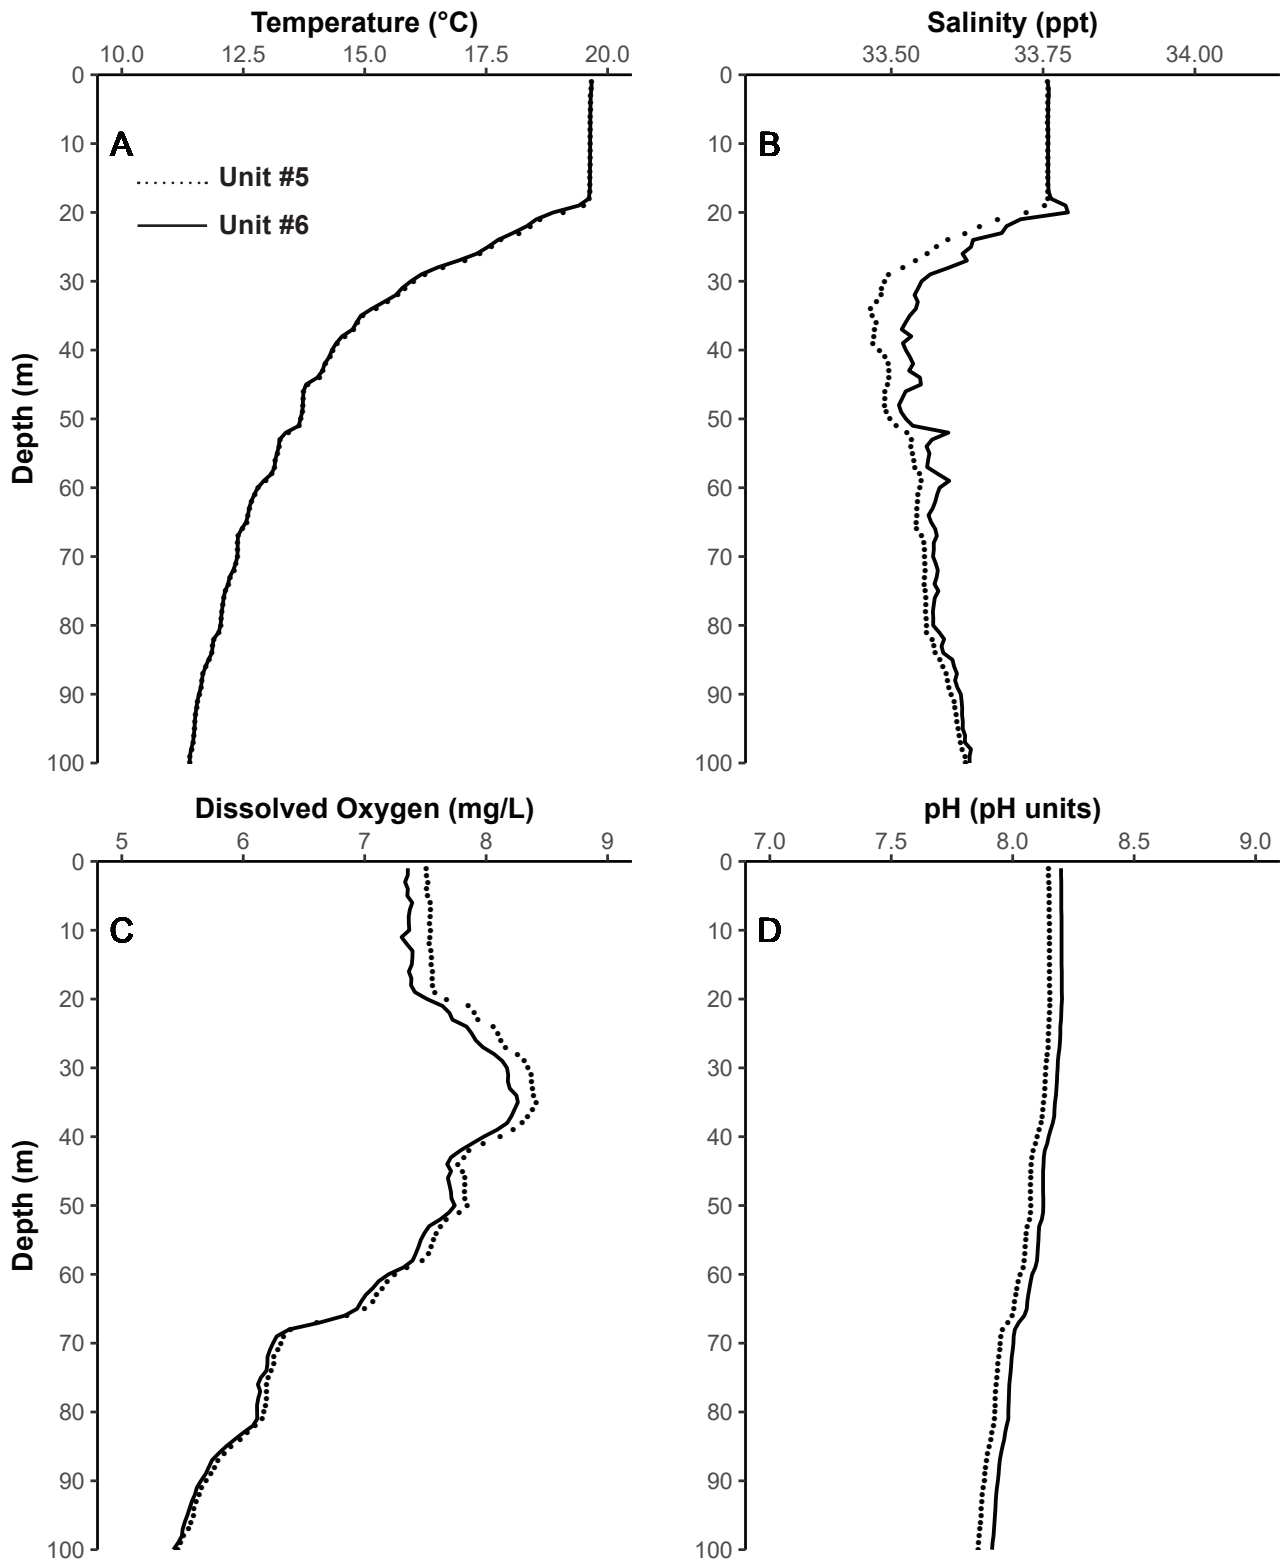 Temperature (°C)
10.0 12.5 15.0 17.5 20.0
0
10
20
30
40
50
60
70
80
90
100
Depth (m)
A
Unit #5
Unit #6
Salinity (ppt)
33.50 33.75 34.00
0
10
20
30
40
50
60
70
80
90
100
B
Dissolved Oxygen (mg/L)
5 6 7 8 9
0
10
20
30
40
50
60
70
80
90
100
Depth (m)
C
pH (pH units)
7.0 7.5 8.0 8.5 9.0
0
10
20
30
40
50
60
70
80
90
100
D